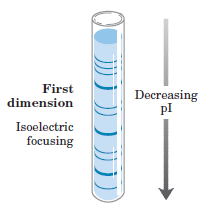 First
dimension
Isoelectric
focusing
Decreasing
pI